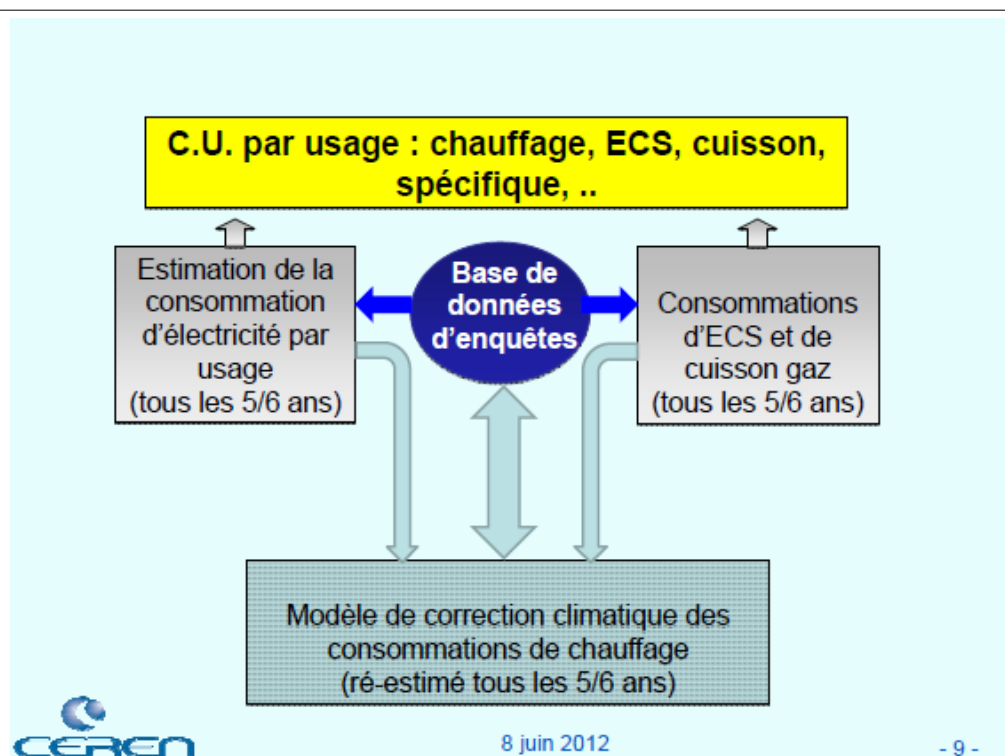 C.U. par usage : chauffage, ECS, cuisson,
spécifique, ..
Estimation de la
consommation
d'électricité par
usage
(tous les 5/6 ans)
Base de
données
d'enquêtes
Consommations
d'ECS et de
cuisson gaz
(tous les 5/6 ans)
Modèle de correction climatique des
consommations de chauffage
(ré-estimé tous les 5/6 ans)
CEREN
8 juin 2012
- 9 -